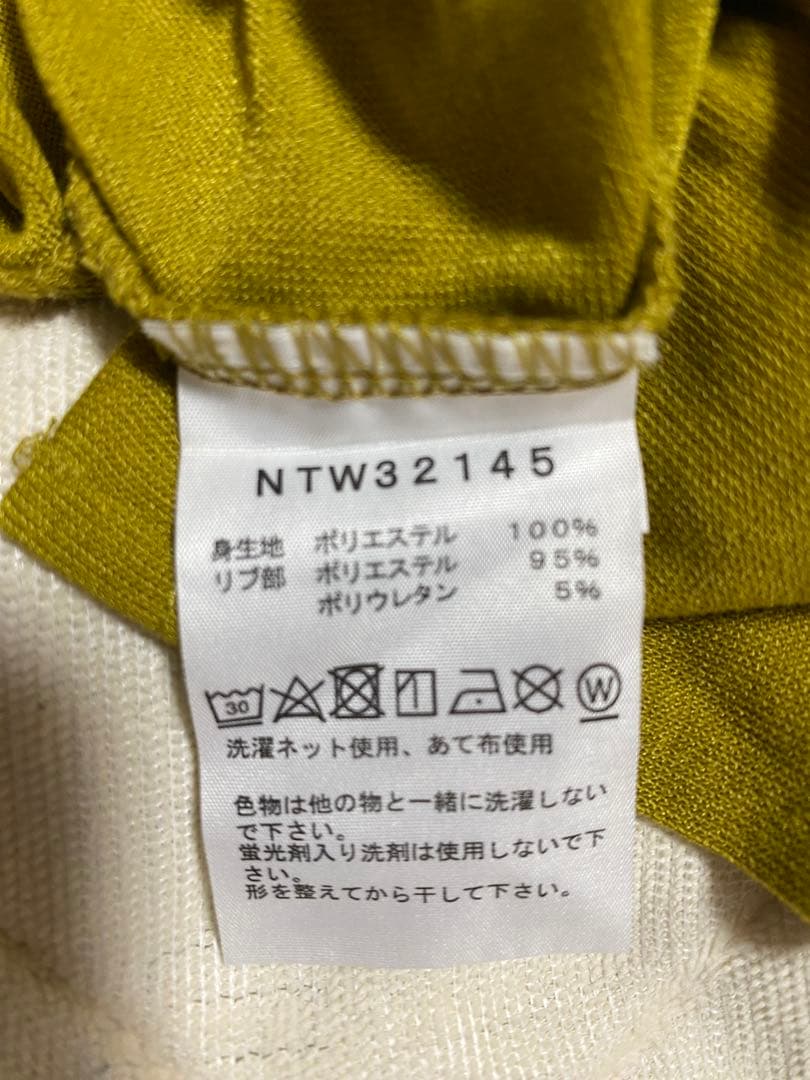 NTW32145
身生地 ポリエステル 100%
リブ部 ポリエステル 95%
ポリウレタン 5%
30 W
洗濯ネット使用、あて布使用
色物は他の物と一緒に洗濯しない
で下さい。
蛍光剤入り洗剤は使用しないで下
さい。
形を整えてから干して下さい。